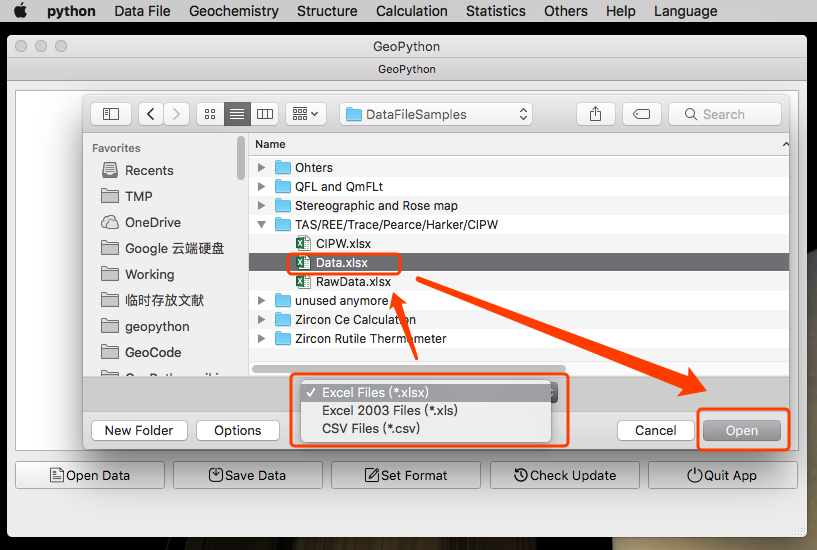 python Data File Geochemistry Structure Calculation Statistics Others Help Language
GeoPython
GeoPython
DataFileSamples
Search
Favorites
Recents
TMP
OneDrive
Google 云端硬盘
Working
临时存放文献
geopython
GeoCode
Name
Ohters
QFL and QmFLt
Stereographic and Rose map
TAS/REE/Trace/Pearce/Harker/CIPW
CIPW.xlsx
Data.xlsx
RawData.xlsx
unused anymore
Zircon Ce Calculation
Zircon Rutile Thermometer
✓ Excel Files (*.xlsx)
Excel 2003 Files (*.xls)
CSV Files (*.csv)
New Folder Options Cancel Open
Open Data Save Data Set Format Check Update Quit App